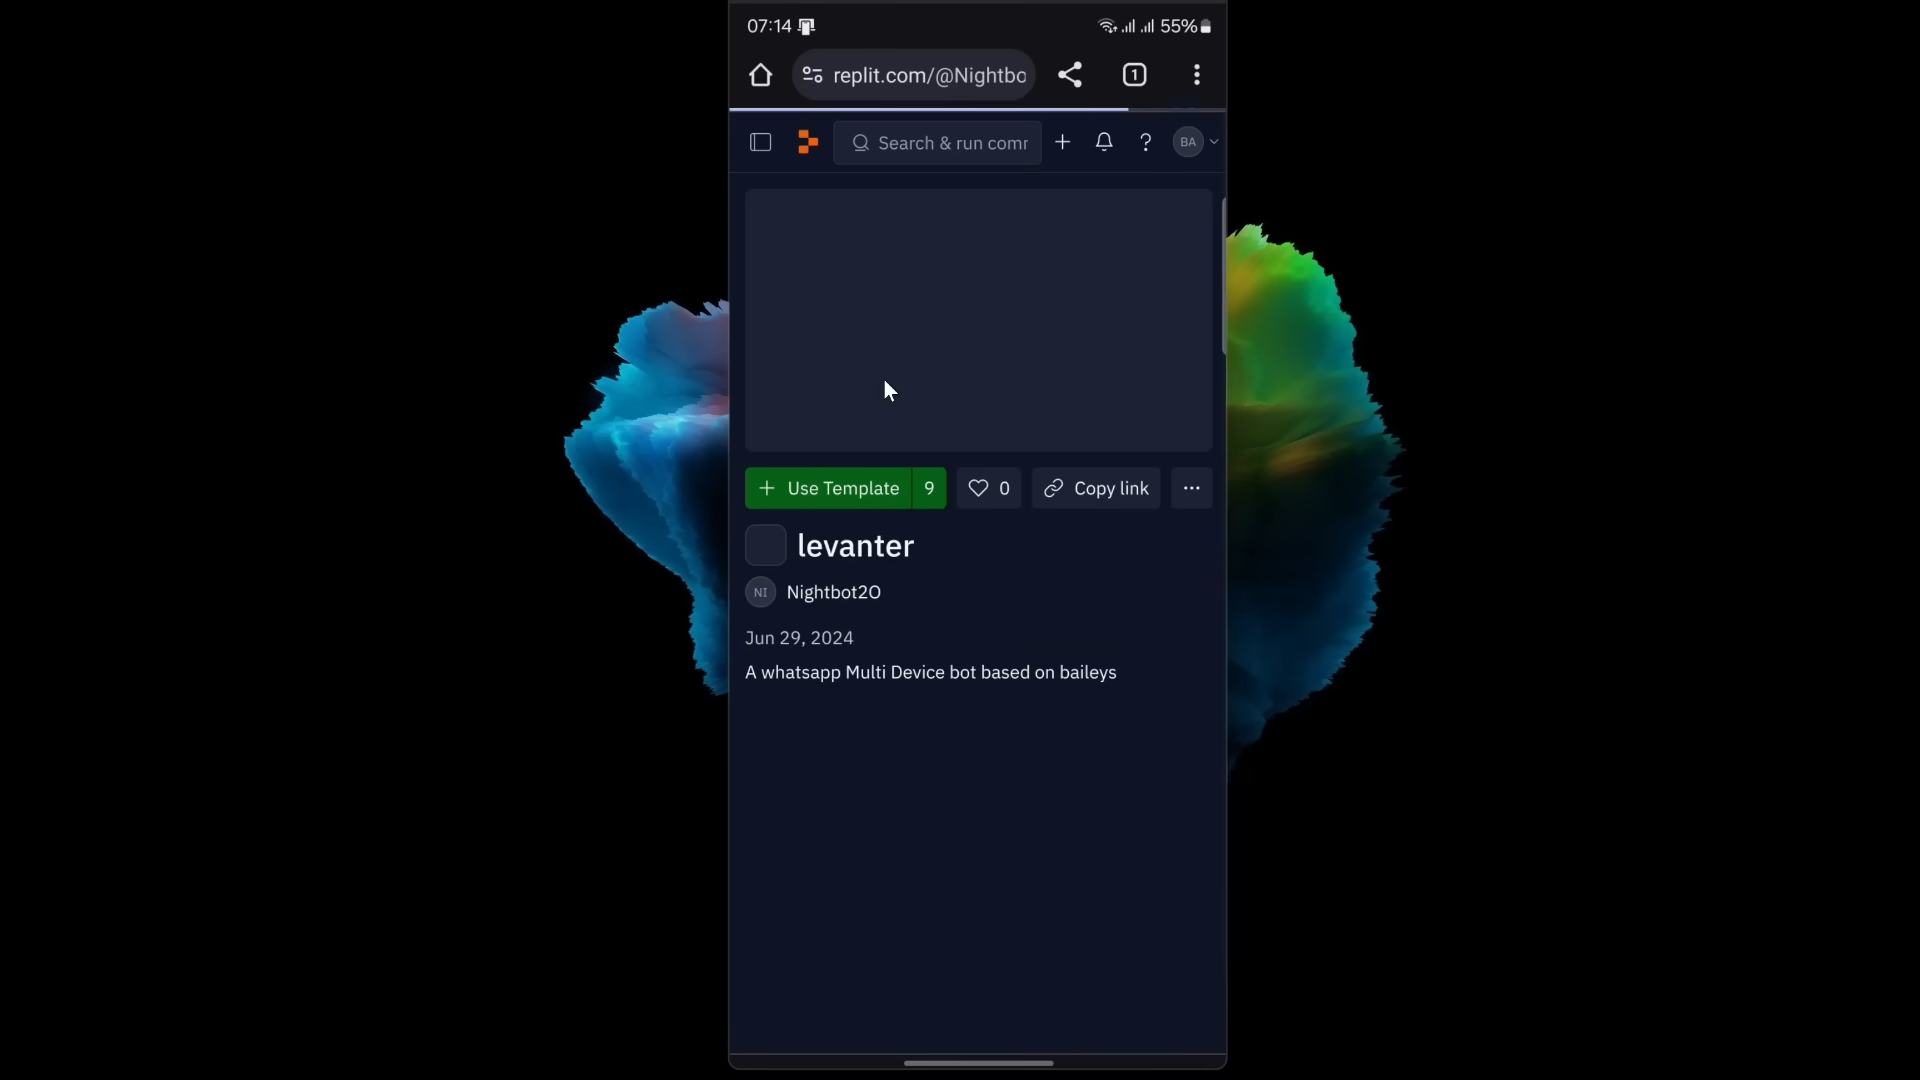 07:14
55%
replit.com/@Nightbo
1
Search & run comr
?
BA
Use Template 9
0
Copy link
levanter
NI
Nightbot2O
Jun 29, 2024
A whatsapp Multi Device bot based on baileys